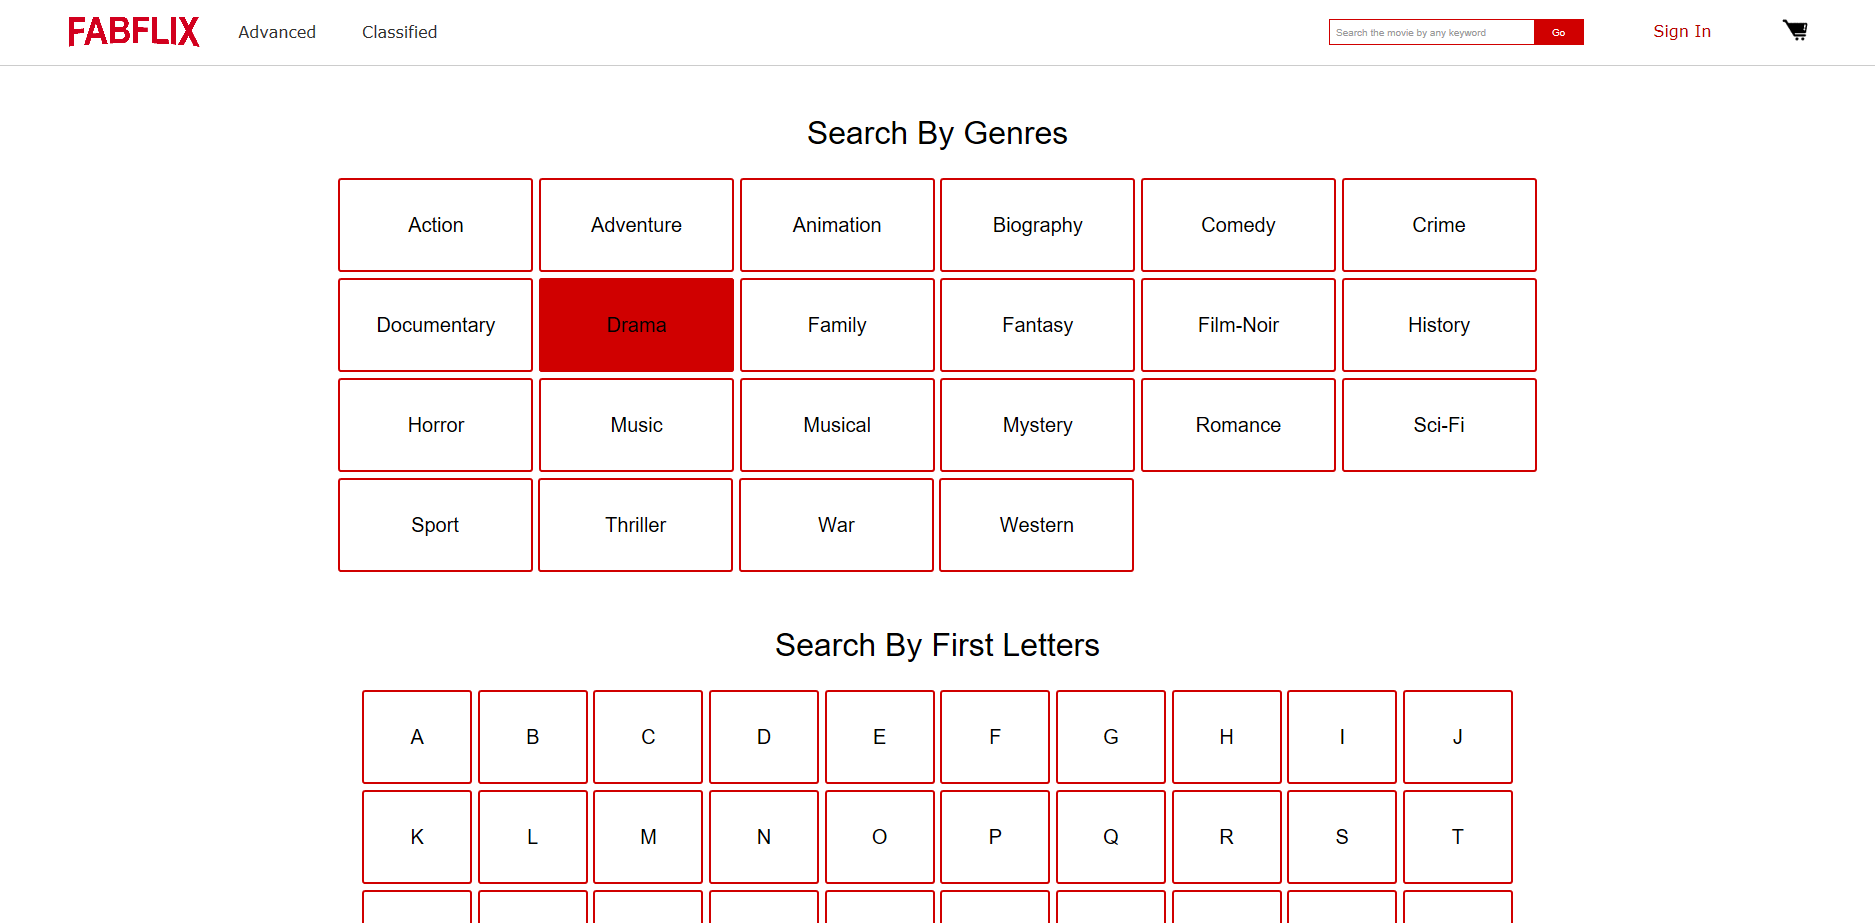 FABFLIX Advanced Classified Search the movie by any keyword Go Sign In
Search By Genres
Action Adventure Animation Biography Comedy Crime
Documentary Drama Family Fantasy Film-Noir History
Horror Music Musical Mystery Romance Sci-Fi
Sport Thriller War Western
Search By First Letters
A B C D E F G H I J
K L M N O P Q R S T